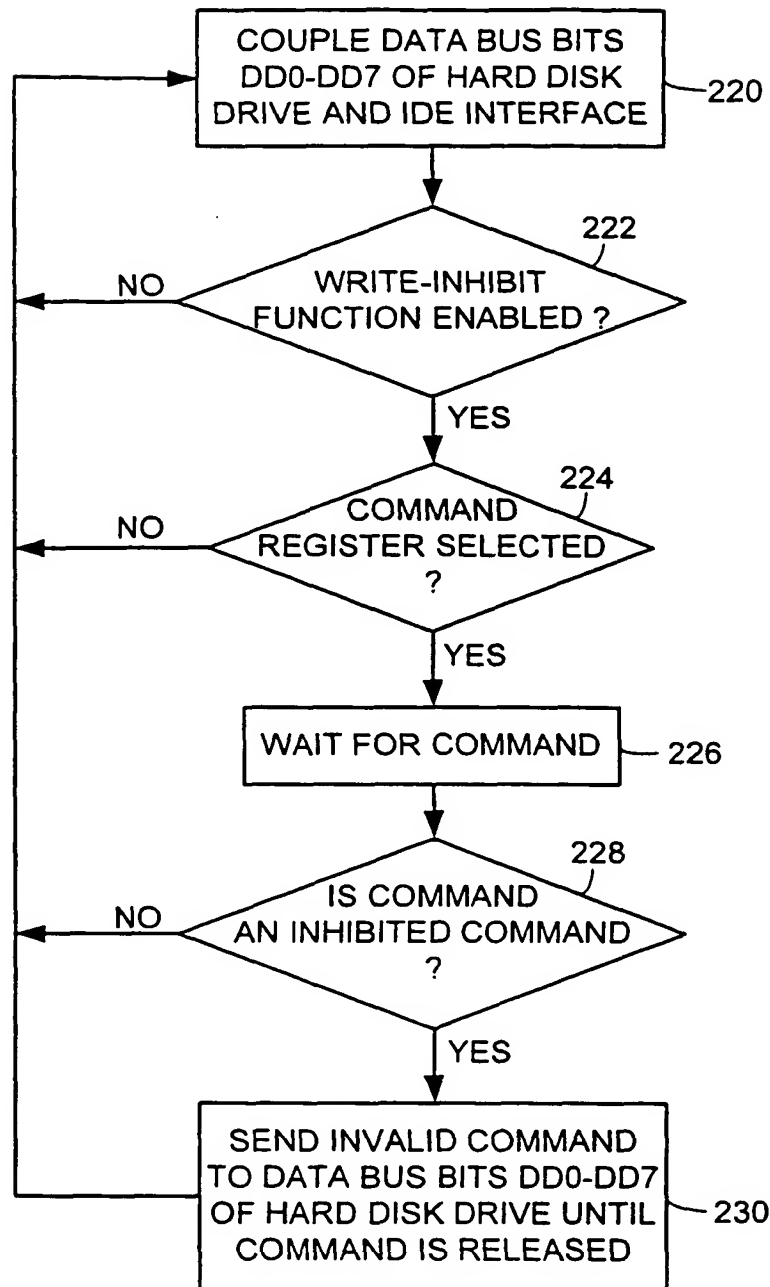 COUPLE DATA BUS BITS
DD0-DD7 OF HARD DISK
DRIVE AND IDE INTERFACE
220
222
WRITE-INHIBIT
FUNCTION ENABLED ?
NO
YES
224
COMMAND
REGISTER SELECTED
?
NO
YES
WAIT FOR COMMAND
226
228
IS COMMAND
AN INHIBITED COMMAND
?
NO
YES
SEND INVALID COMMAND
TO DATA BUS BITS DD0-DD7
OF HARD DISK DRIVE UNTIL
COMMAND IS RELEASED
230